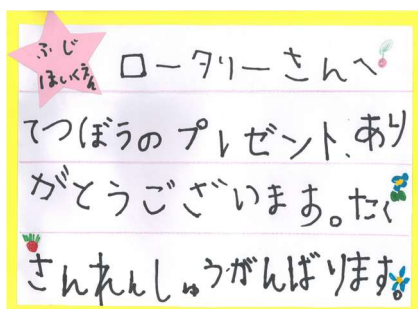 ふじ
ほいくえん
ロータリーさんへ
てつぼうのプレゼント、あり
がとうございます。たく
さんれんしゅうがんばります。